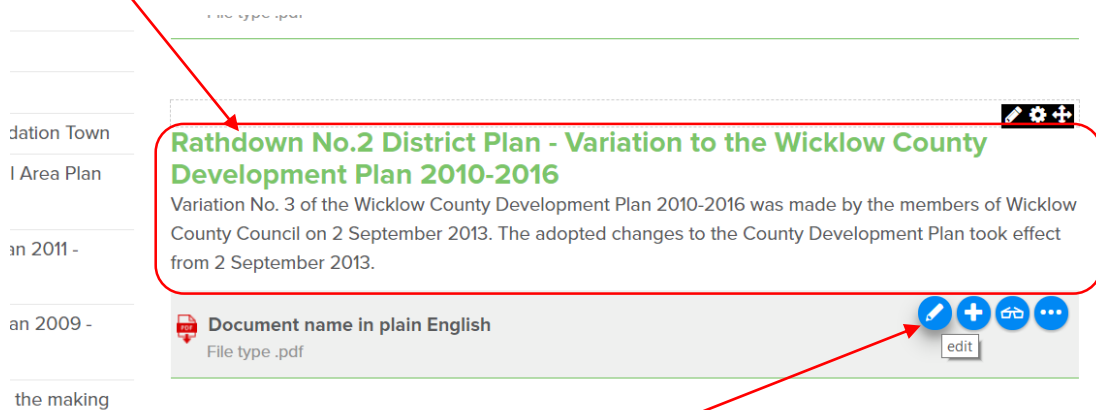 File type .pdf
dation Town
l Area Plan
an 2011 -
an 2009 -
the making
Rathdown No.2 District Plan - Variation to the Wicklow County
Development Plan 2010-2016
Variation No. 3 of the Wicklow County Development Plan 2010-2016 was made by the members of Wicklow
County Council on 2 September 2013. The adopted changes to the County Development Plan took effect
from 2 September 2013.
PDF
Document name in plain English
File type .pdf
edit